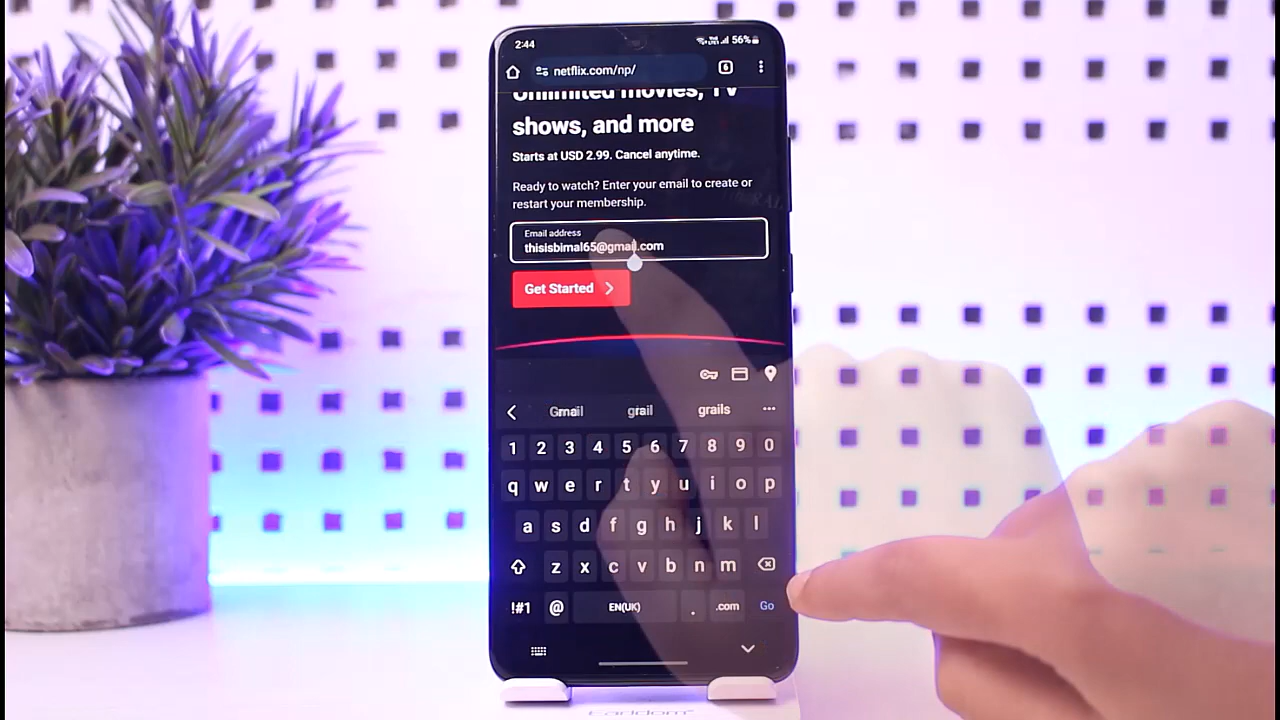 2:44
56%
netflix.com/np/
6
Unlimited movies, TV
shows, and more
Starts at USD 2.99. Cancel anytime.
Ready to watch? Enter your email to create or
restart your membership.
Email address
thisisbimal65@gmail.com
Get Started
Gmail grail grails
1 2 3 4 5 6 7 8 9 0
q w e r t y u i o p
a s d f g h j k l
z x c v b n m
!#1 @ EN(UK) . .com Go